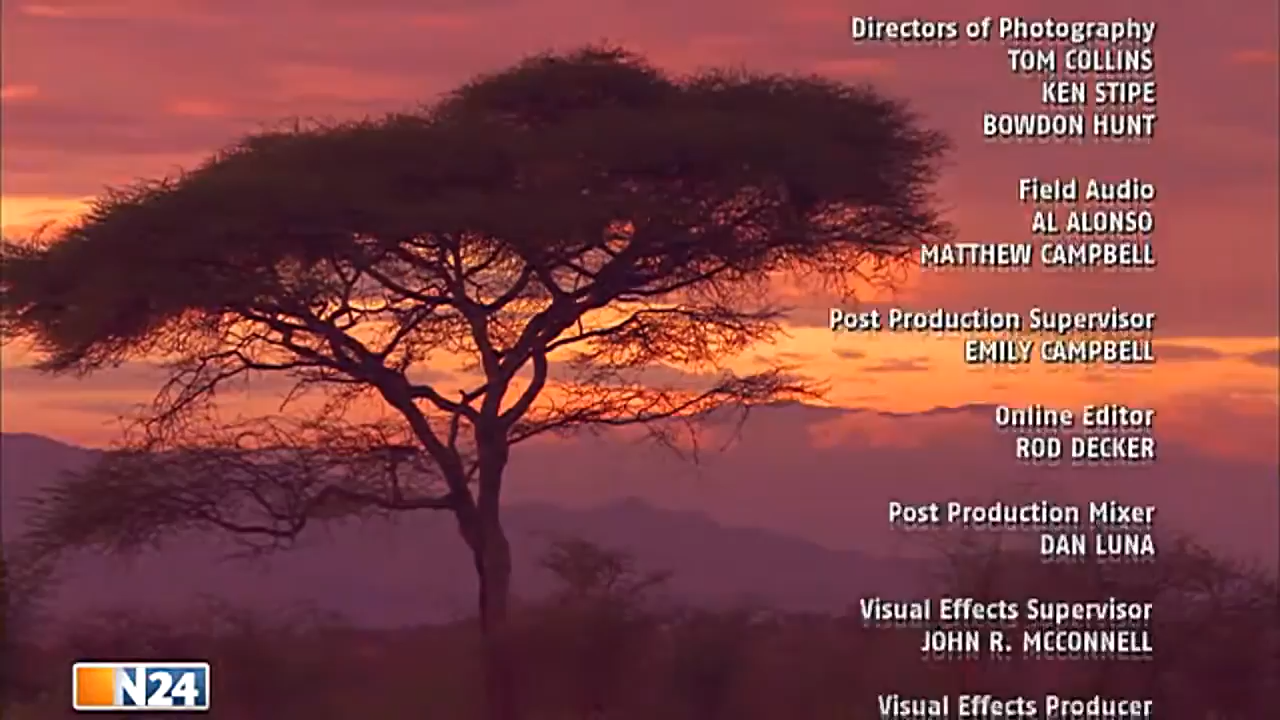 Directors of Photography
TOM COLLINS
KEN STIPE
BOWDON HUNT
Field Audio
AL ALONSO
MATTHEW CAMPBELL
Post Production Supervisor
EMILY CAMPBELL
Online Editor
ROD DECKER
Post Production Mixer
DAN LUNA
Visual Effects Supervisor
JOHN R. MCCONNELL
Visual Effects Producer
N24